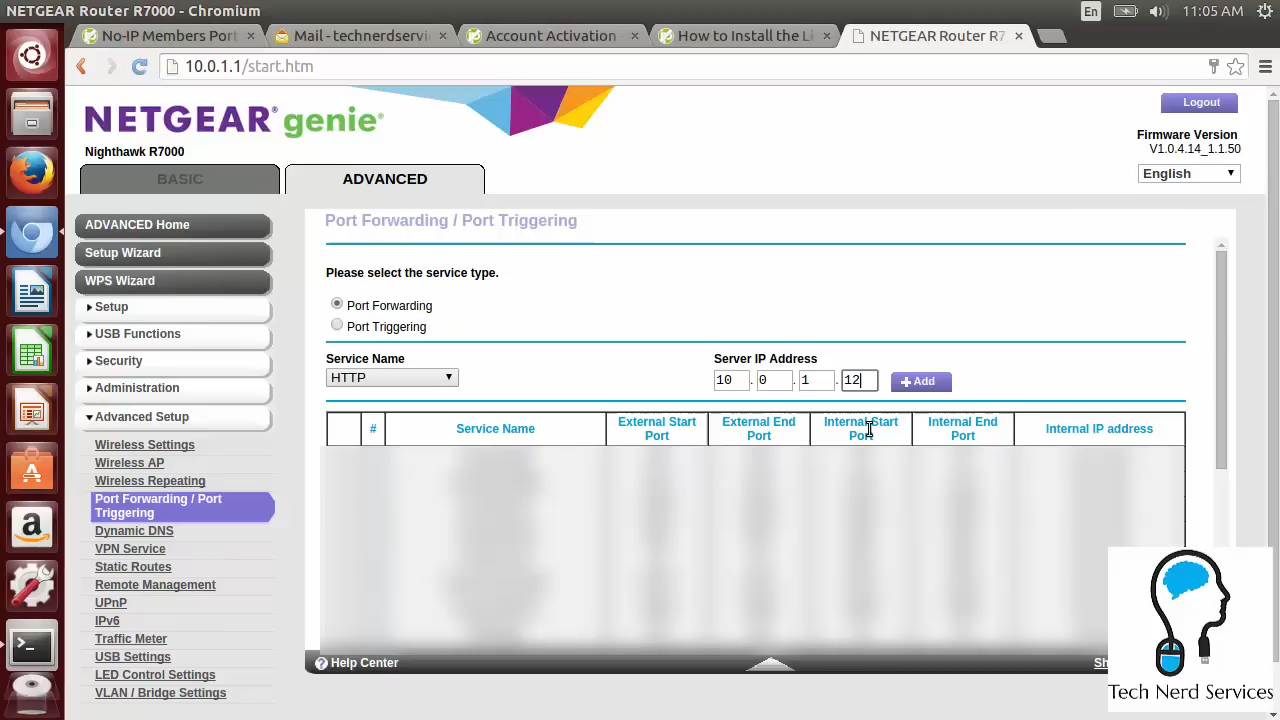 NETGEAR Router R7000 - Chromium
En
11:05 AM
No-IP Members Port
Mail - technerdservi
Account Activation
How to Install the Li
NETGEAR Router R7
10.0.1.1/start.htm
NETGEAR® genie®
Logout
Nighthawk R7000
Firmware Version
V1.0.4.14_1.1.50
BASIC
ADVANCED
English
ADVANCED Home
Setup Wizard
WPS Wizard
Setup
USB Functions
Security
Administration
Advanced Setup
Wireless Settings
Wireless AP
Wireless Repeating
Port Forwarding / Port
Triggering
Dynamic DNS
VPN Service
Static Routes
Remote Management
UPnP
IPv6
Traffic Meter
USB Settings
LED Control Settings
VLAN / Bridge Settings
Port Forwarding / Port Triggering
Please select the service type.
Port Forwarding
Port Triggering
Service Name
Server IP Address
HTTP
10 . 0 . 1 . 12
+ Add
# Service Name External Start Port External End Port Internal Start Port Internal End Port Internal IP address
Help Center
Sh
Tech Nerd Services